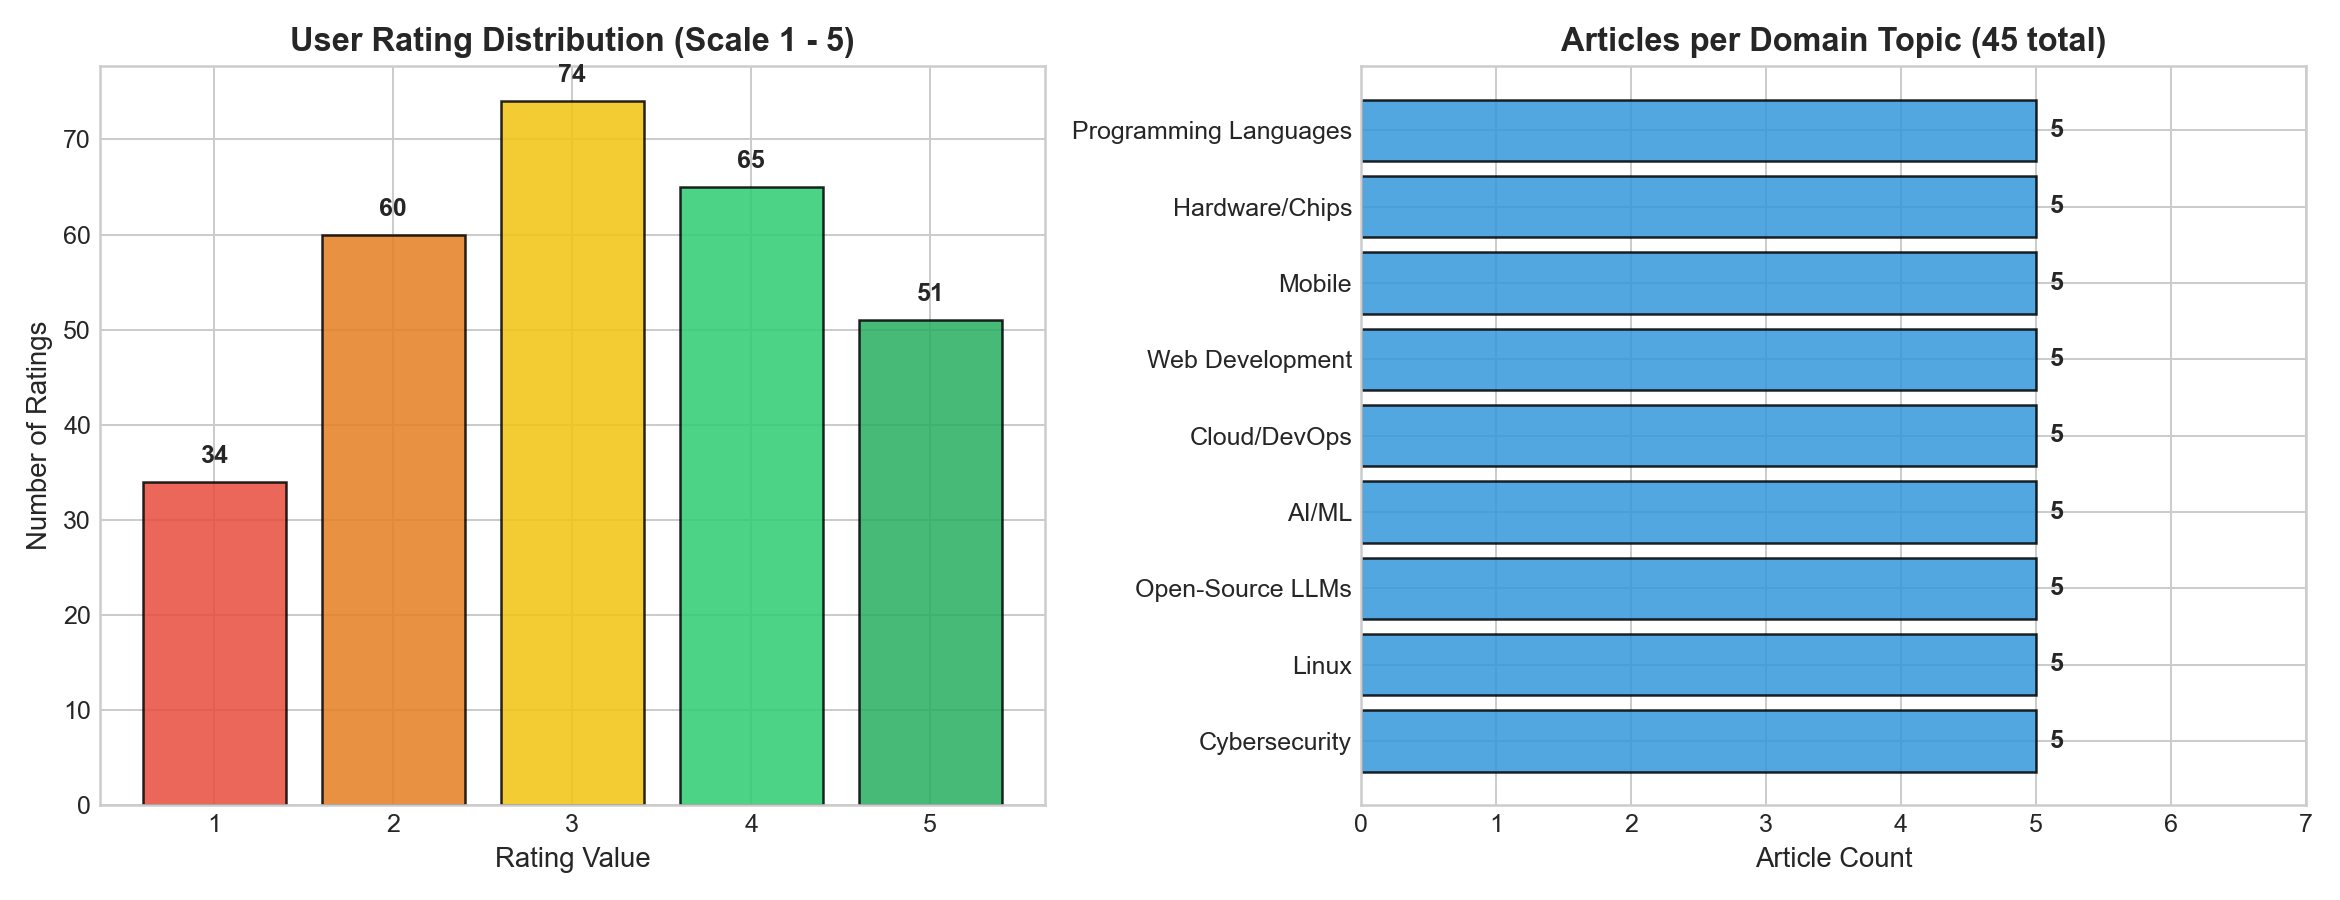 User Rating Distribution (Scale 1 - 5)
74
65
60
51
34
70
60
50
40
30
20
10
0
Number of Ratings
1 2 3 4 5
Rating Value
Articles per Domain Topic (45 total)
Programming Languages 5
Hardware/Chips 5
Mobile 5
Web Development 5
Cloud/DevOps 5
AI/ML 5
Open-Source LLMs 5
Linux 5
Cybersecurity 5
0 1 2 3 4 5 6 7
Article Count